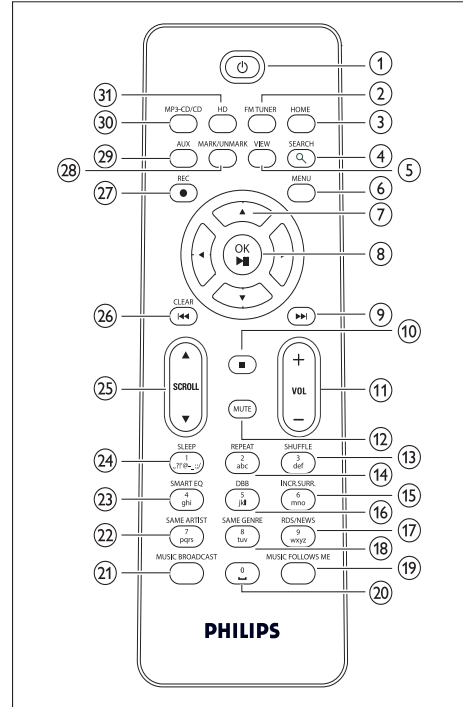 1
31
2
MP3-CD/CD HD FM TUNER HOME
30
3
AUX MARK/UNMARK VIEW SEARCH
29
4
28
5
REC MENU
27
6
7
OK
8
CLEAR
26
9
10
SCROLL
25
+
VOL
−
11
MUTE
12
SLEEP REPEAT SHUFFLE
24
1
2
abc
3
def
13
14
SMART EQ DBB INCR.SURR.
23
4
ghi
5
jkl
6
mno
15
16
SAME ARTIST SAME GENRE RDS/NEWS
22
7
pqrs
8
tuv
9
wxyz
17
18
MUSIC BROADCAST MUSIC FOLLOWS ME
21
0
19
20
PHILIPS